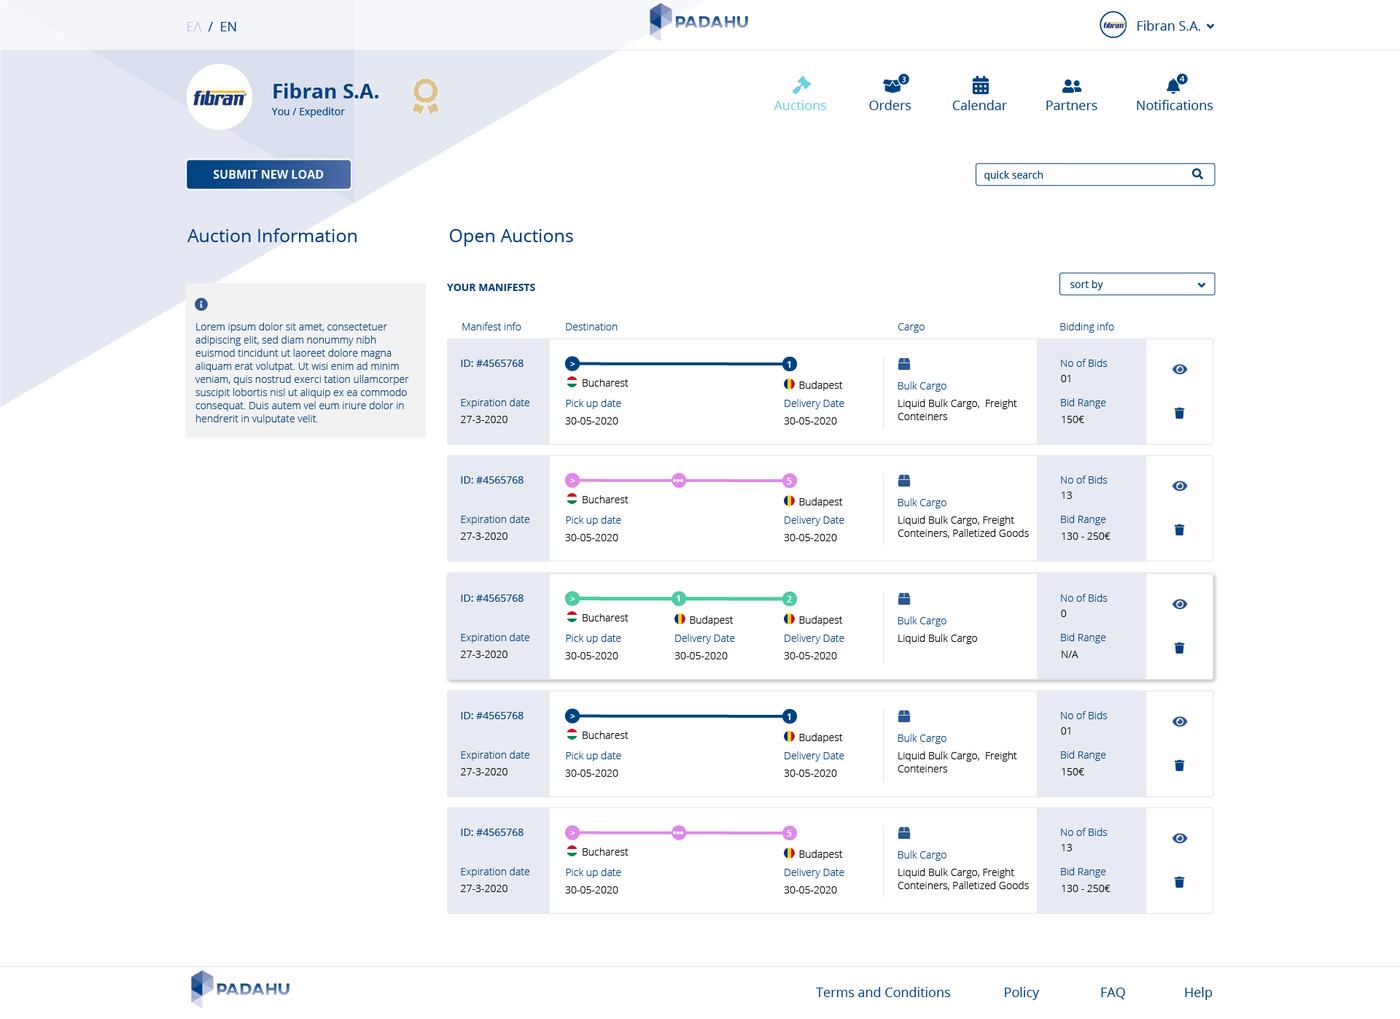 ΕΛ / EN
PADAHU
fibran
Fibran S.A.
fibran
Fibran S.A.
You / Expeditor
Auctions
3
Orders
Calendar
Partners
4
Notifications
SUBMIT NEW LOAD
quick search
Auction Information
Open Auctions
YOUR MANIFESTS
sort by
Lorem ipsum dolor sit amet, consectetuer
adipiscing elit, sed diam nonummy nibh
euismod tincidunt ut laoreet dolore magna
aliquam erat volutpat. Ut wisi enim ad minim
veniam, quis nostrud exerci tation ullamcorper
suscipit lobortis nisl ut aliquip ex ea commodo
consequat. Duis autem vel eum iriure dolor in
hendrerit in vulputate velit.
Manifest info
Destination
Cargo
Bidding info
ID: #4565768
Expiration date
27-3-2020
> 1
Bucharest
Pick up date
30-05-2020
Budapest
Delivery Date
30-05-2020
Bulk Cargo
Liquid Bulk Cargo, Freight
Conteiners
No of Bids
01
Bid Range
150€
ID: #4565768
Expiration date
27-3-2020
> ••• 5
Bucharest
Pick up date
30-05-2020
Budapest
Delivery Date
30-05-2020
Bulk Cargo
Liquid Bulk Cargo, Freight
Conteiners, Palletized Goods
No of Bids
13
Bid Range
130 - 250€
ID: #4565768
Expiration date
27-3-2020
> 1 2
Bucharest
Pick up date
30-05-2020
Budapest
Delivery Date
30-05-2020
Budapest
Delivery Date
30-05-2020
Bulk Cargo
Liquid Bulk Cargo
No of Bids
0
Bid Range
N/A
ID: #4565768
Expiration date
27-3-2020
> 1
Bucharest
Pick up date
30-05-2020
Budapest
Delivery Date
30-05-2020
Bulk Cargo
Liquid Bulk Cargo, Freight
Conteiners
No of Bids
01
Bid Range
150€
ID: #4565768
Expiration date
27-3-2020
> ••• 5
Bucharest
Pick up date
30-05-2020
Budapest
Delivery Date
30-05-2020
Bulk Cargo
Liquid Bulk Cargo, Freight
Conteiners, Palletized Goods
No of Bids
13
Bid Range
130 - 250€
PADAHU
Terms and Conditions
Policy
FAQ
Help